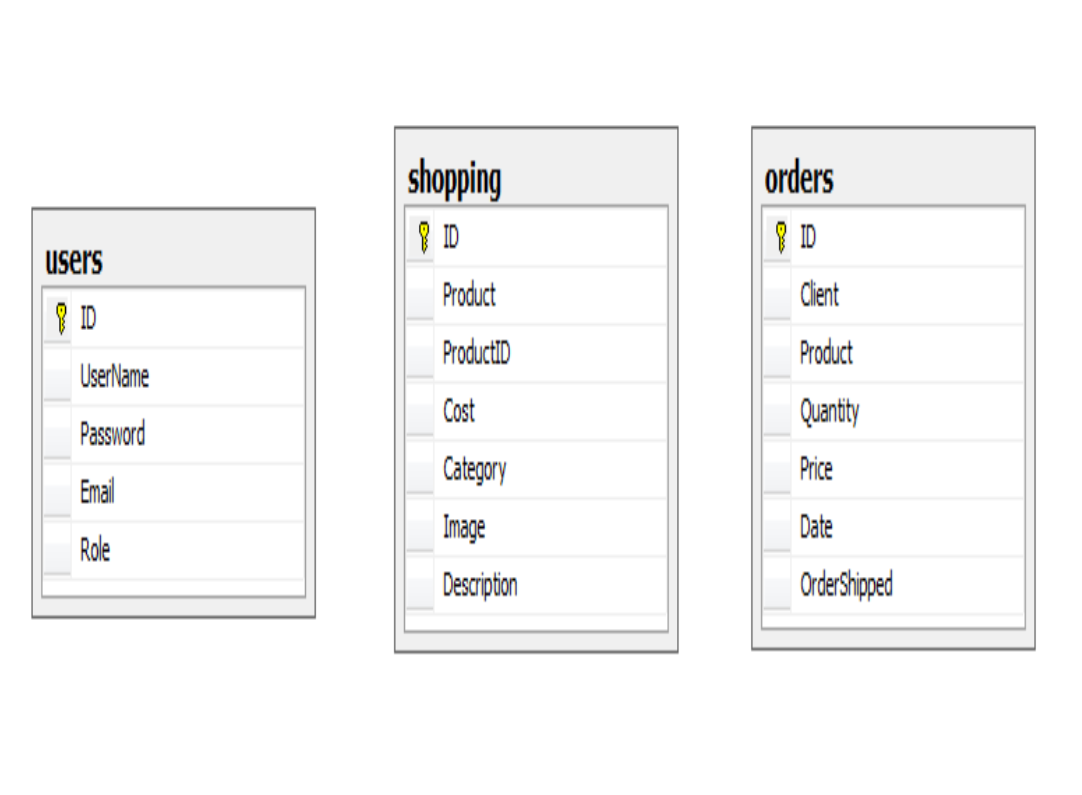 users
ID
UserName
Password
Email
Role
shopping
ID
Product
ProductID
Cost
Category
Image
Description
orders
ID
Client
Product
Quantity
Price
Date
OrderShipped